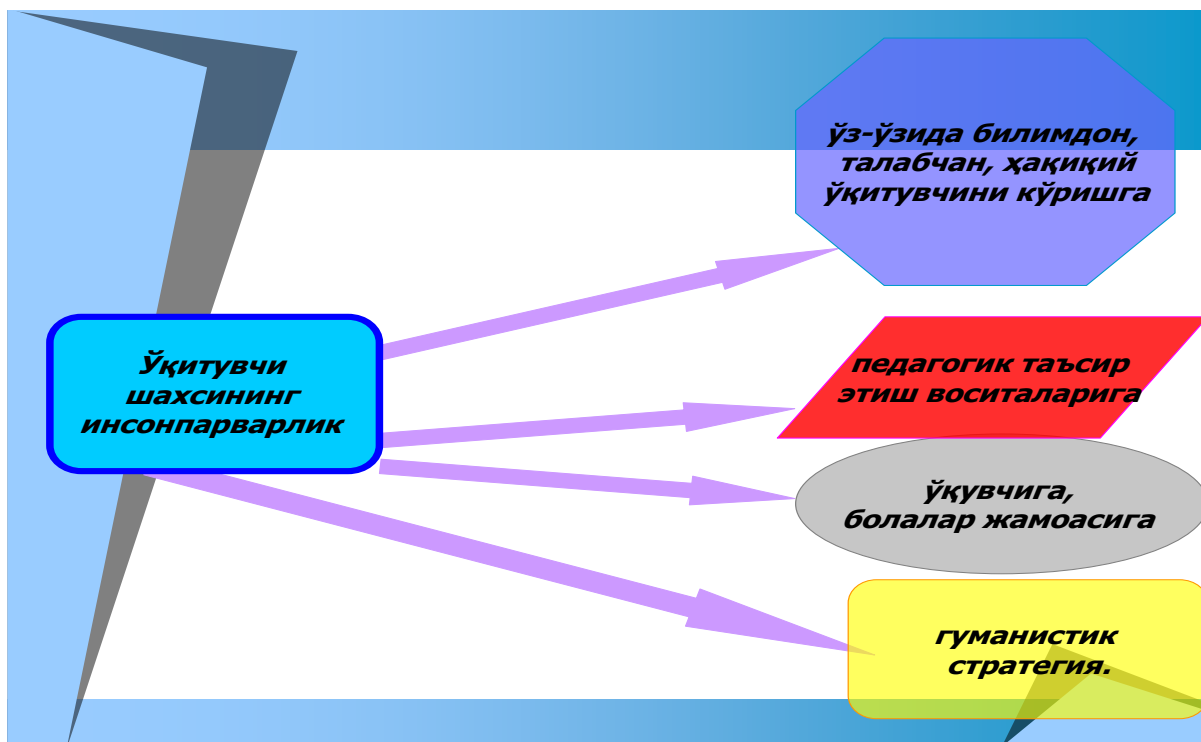 Ўқитувчи
шахсининг
инсонпарварлик
ўз-ўзида билимдон,
талабчан, ҳақиқий
ўқитувчини кўришга
педагогик таъсир
этиш воситаларига
ўқувчига,
болалар жамоасига
гуманистик
стратегия.